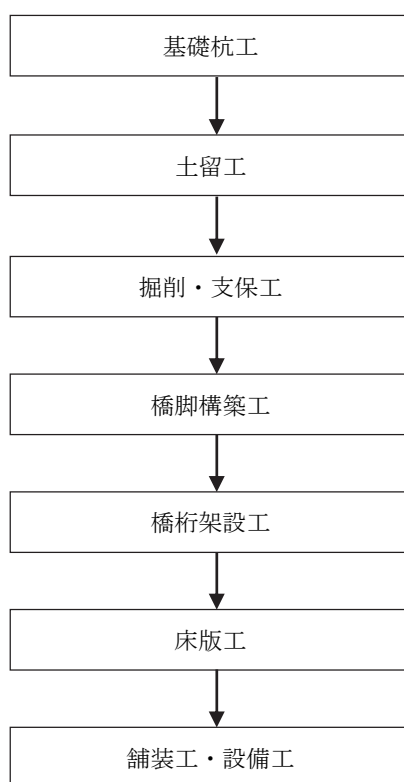 基礎杭工
土留工
掘削・支保工
橋脚構築工
橋桁架設工
床版工
舗装工・設備工